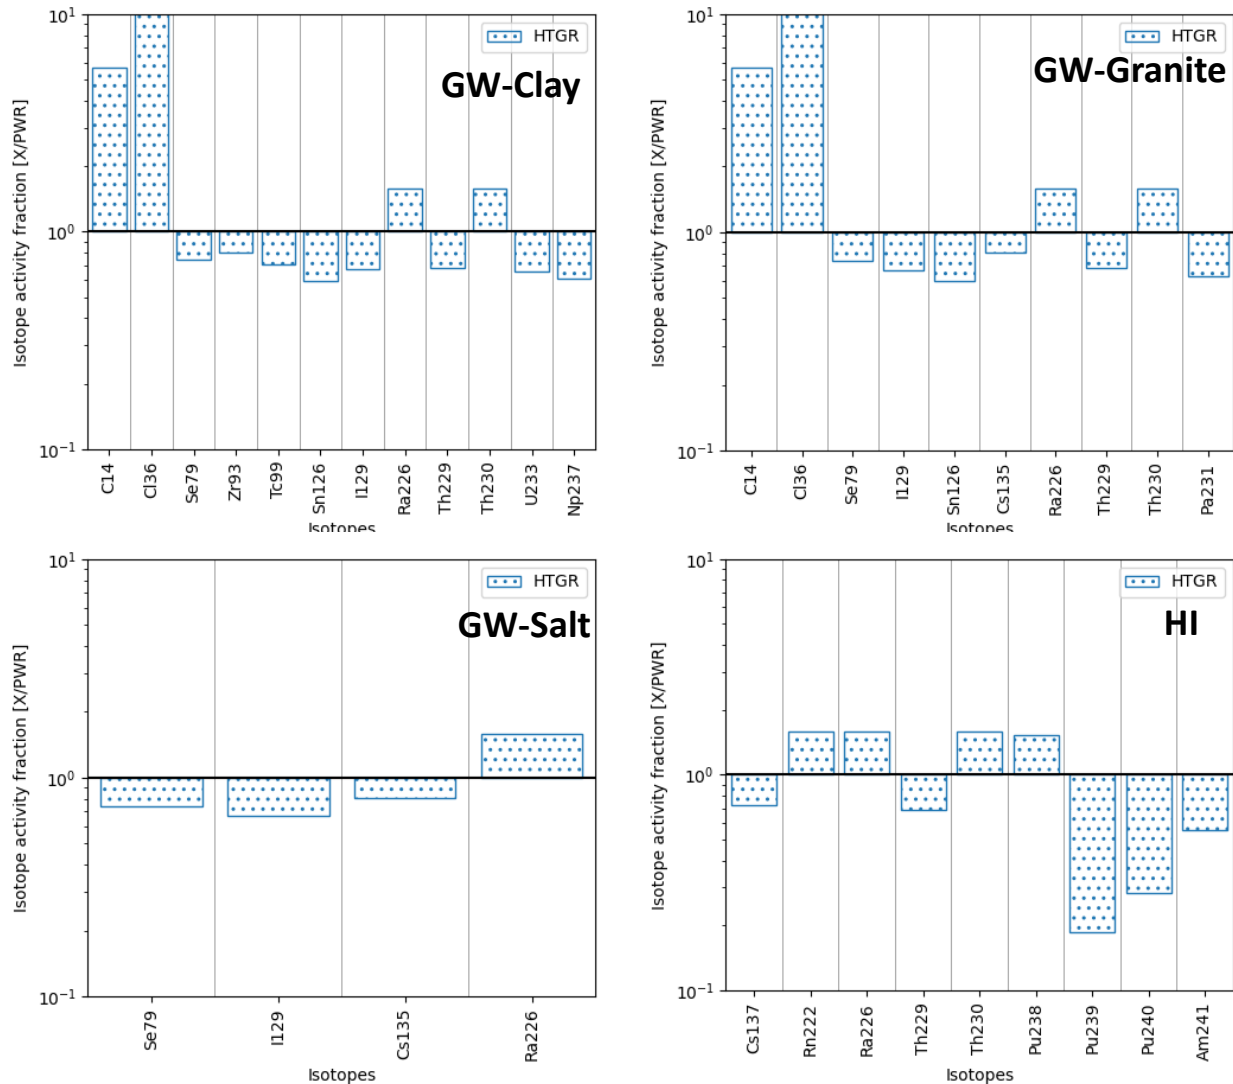 10¹
HTGR
GW-Clay
Isotope activity fraction [X/PWR]
10⁰
10⁻¹
C14
Cl36
Se79
Zr93
Tc99
Sn126
I129
Ra226
Th229
Th230
U233
Np237
Isotopes
10¹
HTGR
GW-Granite
Isotope activity fraction [X/PWR]
10⁰
10⁻¹
C14
Cl36
Se79
I129
Sn126
Cs135
Ra226
Th229
Th230
Pa231
Isotopes
10¹
HTGR
GW-Salt
Isotope activity fraction [X/PWR]
10⁰
10⁻¹
Se79
I129
Cs135
Ra226
Isotopes
10¹
HTGR
HI
Isotope activity fraction [X/PWR]
10⁰
10⁻¹
Cs137
Rn222
Ra226
Th229
Th230
Pu238
Pu239
Pu240
Am241
Isotopes